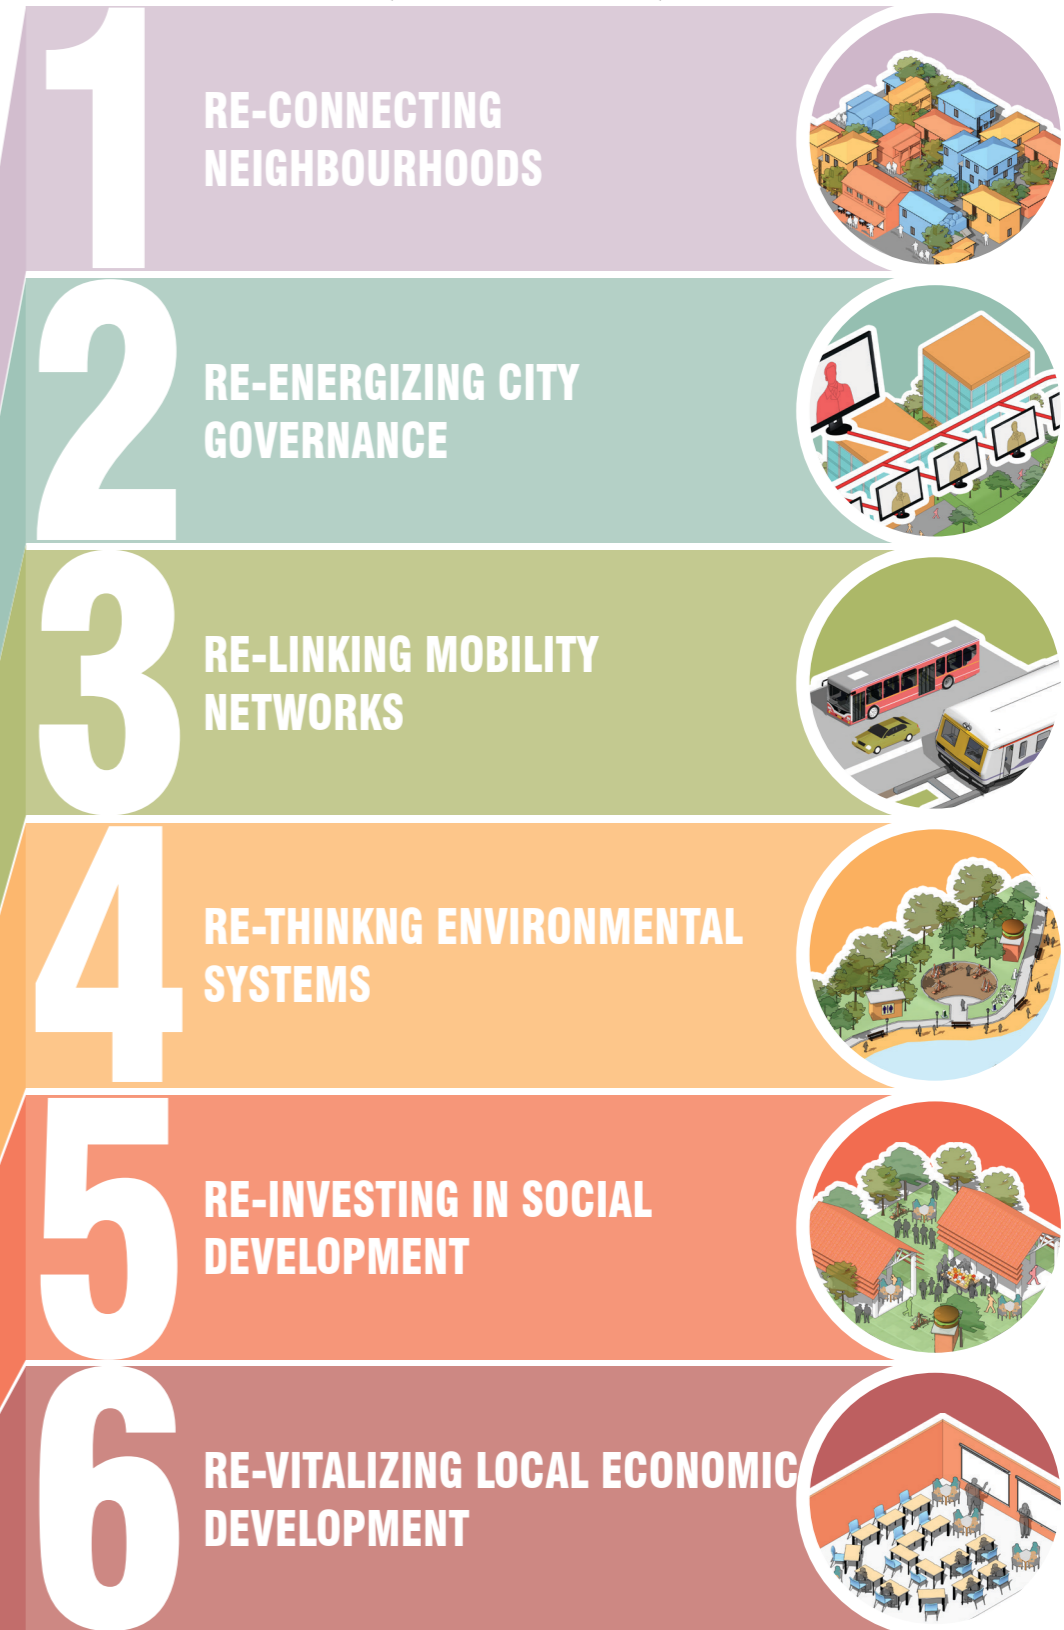 1
RE-CONNECTING
NEIGHBOURHOODS
2
RE-ENERGIZING CITY
GOVERNANCE
3
RE-LINKING MOBILITY
NETWORKS
4
RE-THINKNG ENVIRONMENTAL
SYSTEMS
5
RE-INVESTING IN SOCIAL
DEVELOPMENT
6
RE-VITALIZING LOCAL ECONOMIC
DEVELOPMENT